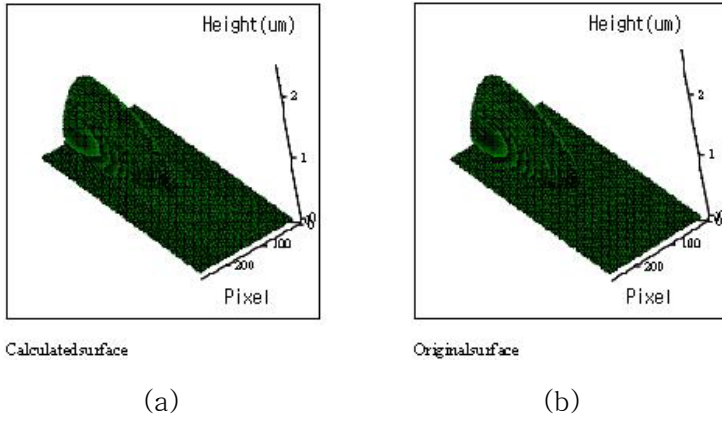 Height(um)
2
1
0
100
200
Pixel
Calculatedsurface
(a)
Height(um)
2
1
0
100
200
Pixel
Originalsurface
(b)